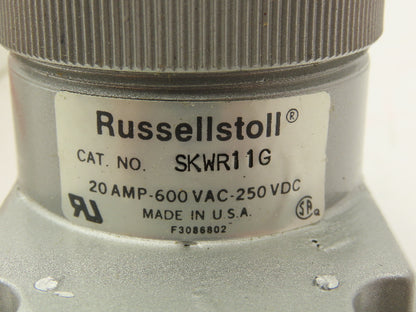 Russellstoll®
CAT. NO. SKWR11G
20 AMP-600 VAC-250 VDC
MADE IN U.S.A.
F3086802